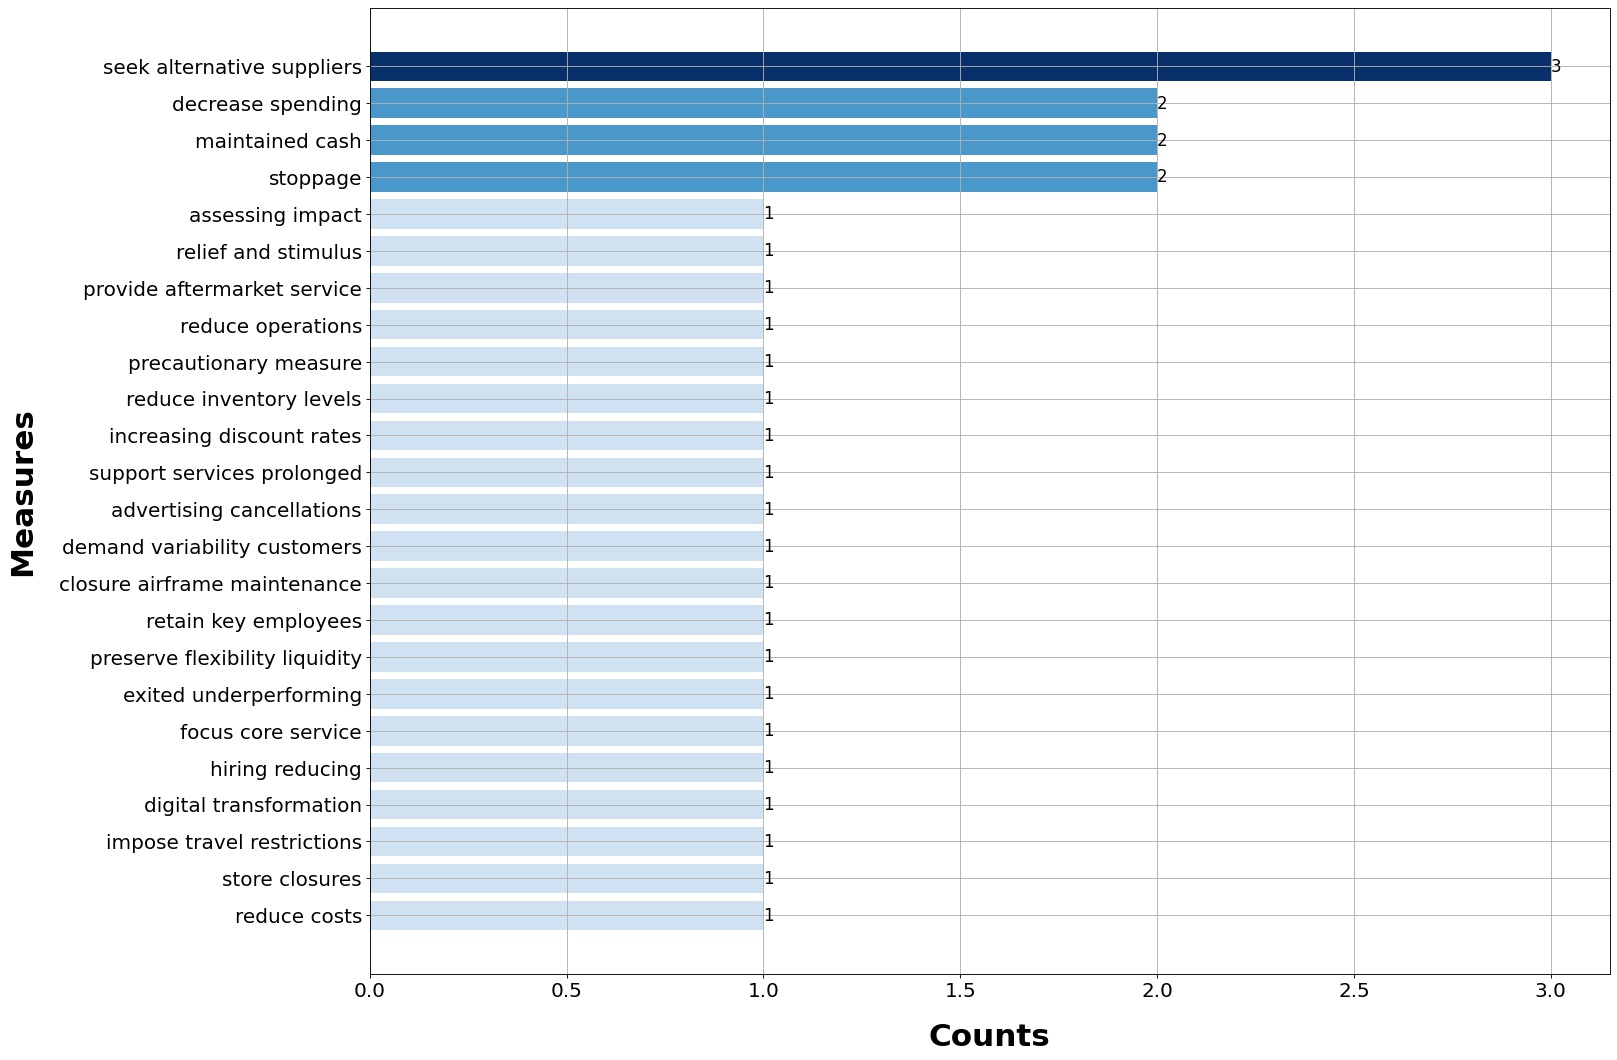 seek alternative suppliers 3
decrease spending 2
maintained cash 2
stoppage 2
assessing impact 1
relief and stimulus 1
provide aftermarket service 1
reduce operations 1
precautionary measure 1
reduce inventory levels 1
increasing discount rates 1
support services prolonged 1
advertising cancellations 1
demand variability customers 1
closure airframe maintenance 1
retain key employees 1
preserve flexibility liquidity 1
exited underperforming 1
focus core service 1
hiring reducing 1
digital transformation 1
impose travel restrictions 1
store closures 1
reduce costs 1
Measures
0.0 0.5 1.0 1.5 2.0 2.5 3.0
Counts